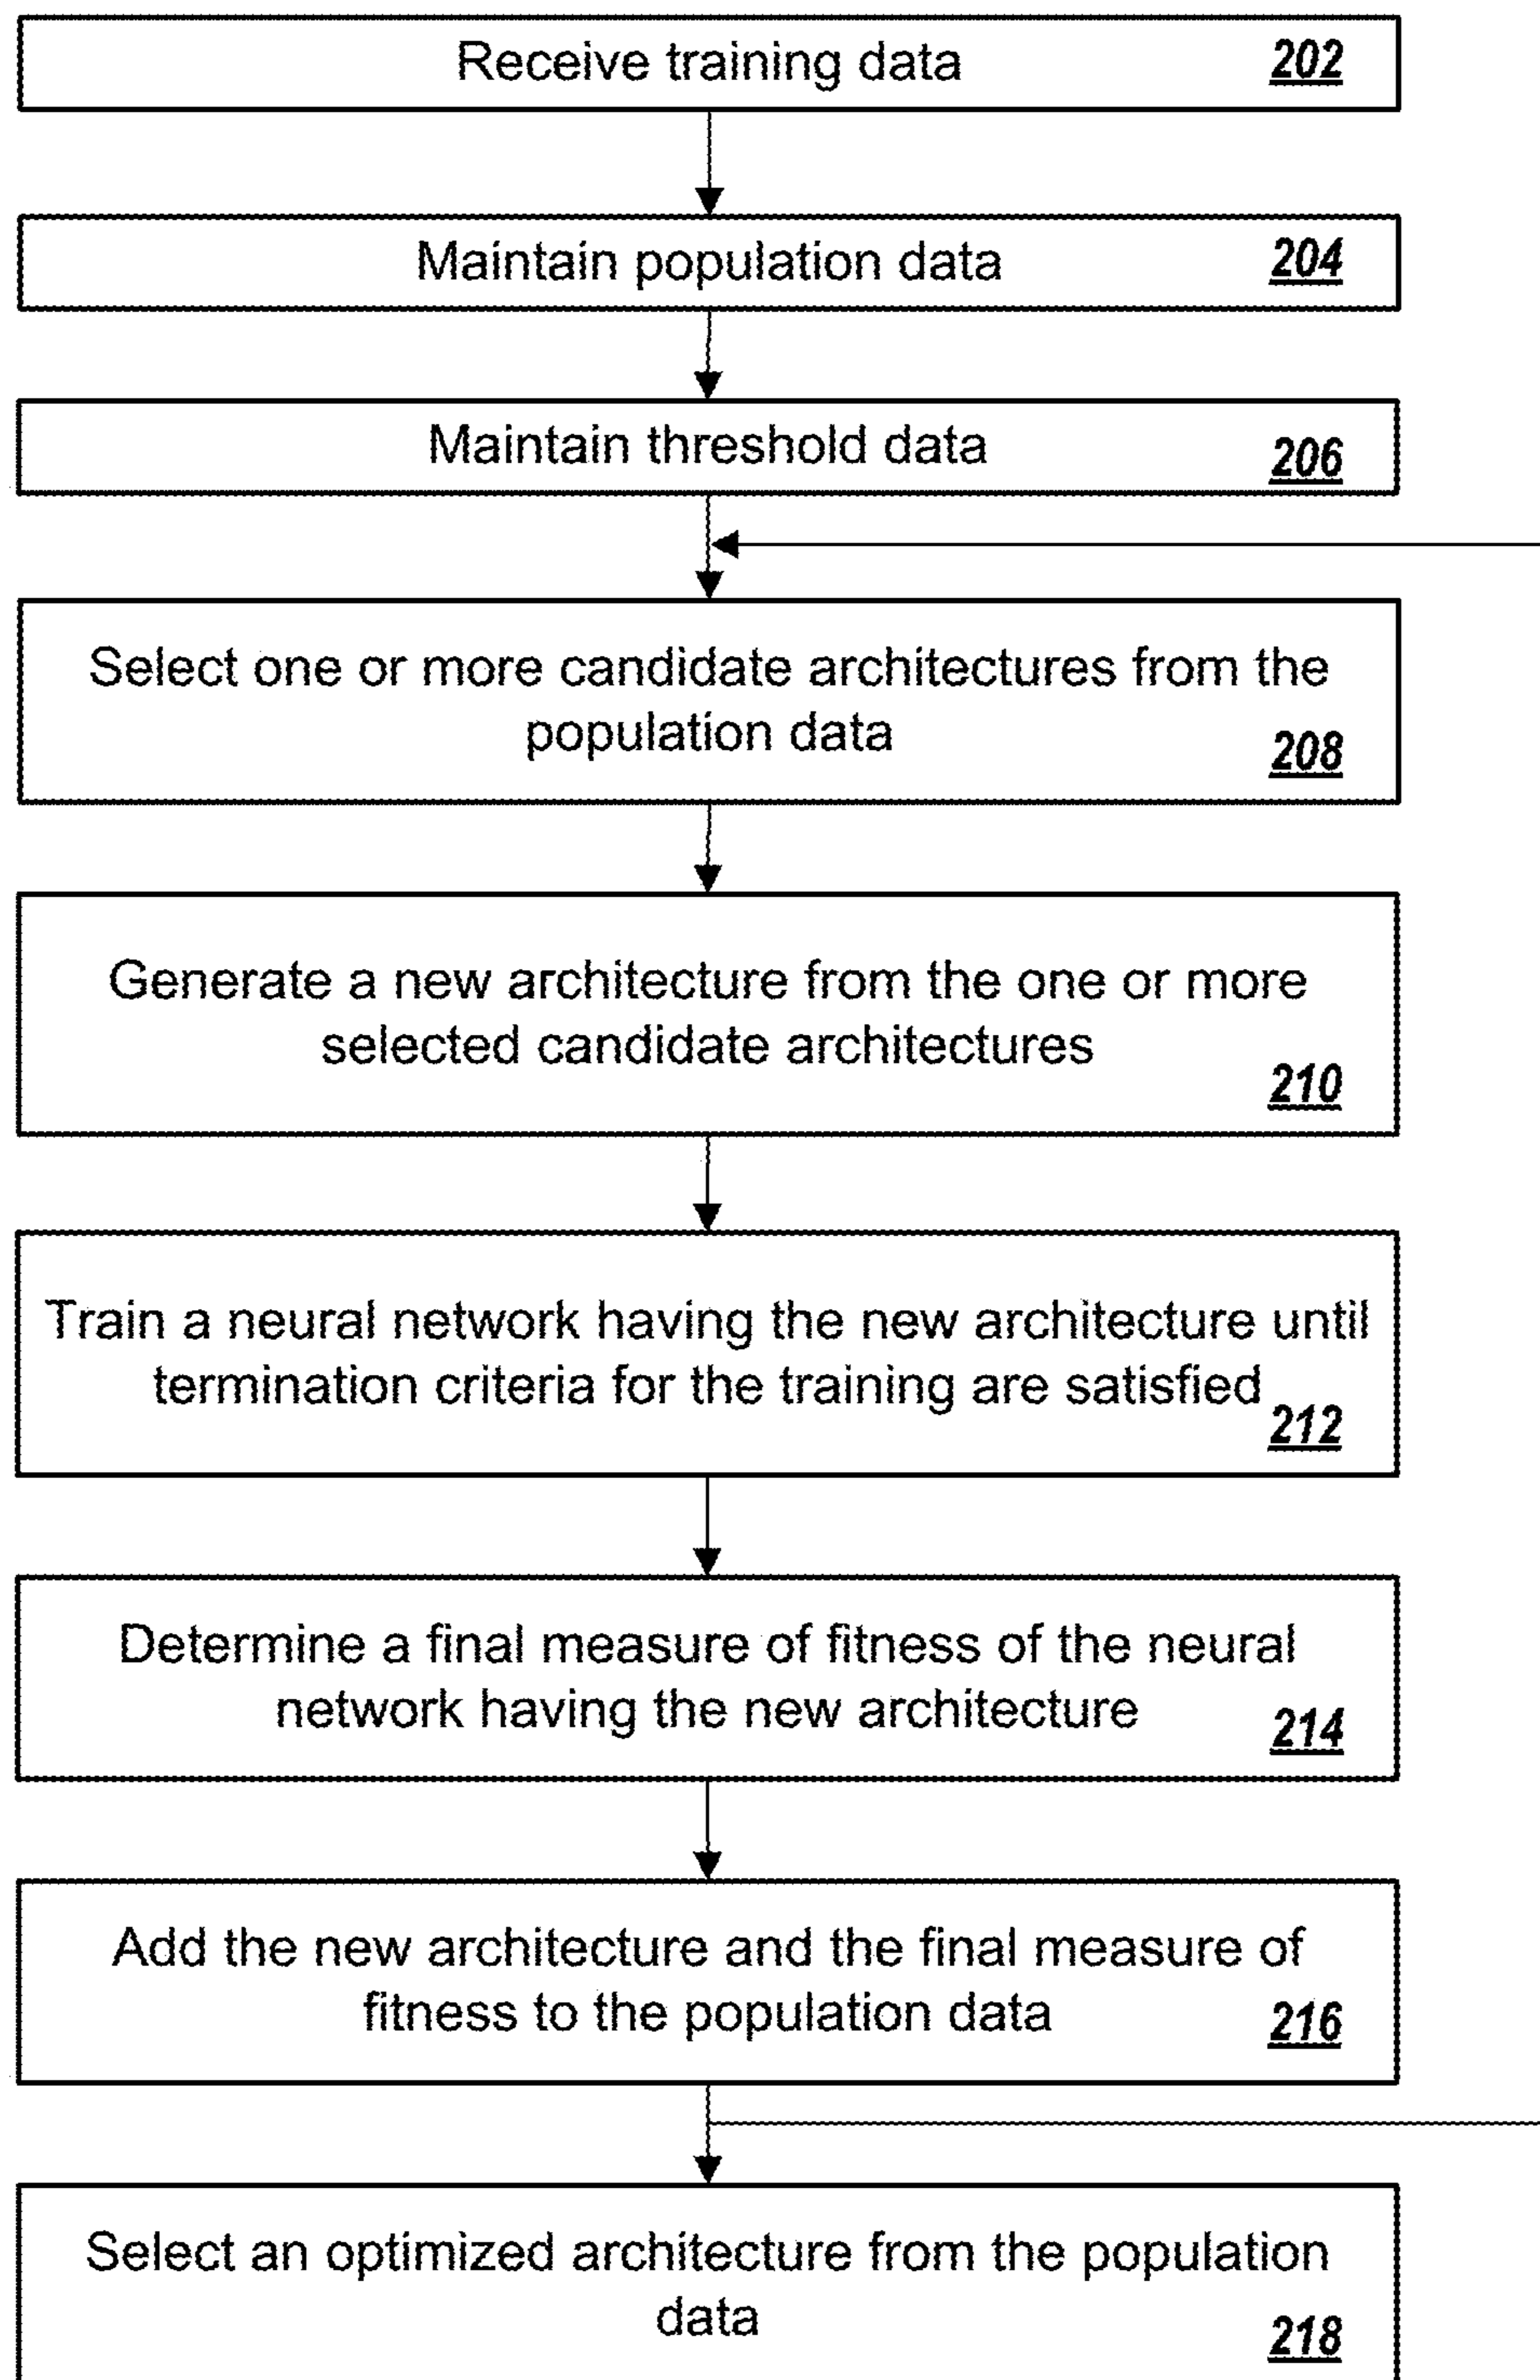 Receive training data 202
Maintain population data 204
Maintain threshold data 206
Select one or more candidate architectures from the
population data 208
Generate a new architecture from the one or more
selected candidate architectures
210
Train a neural network having the new architecture until
termination criteria for the training are satisfied
212
Determine a final measure of fitness of the neural
network having the new architecture 214
Add the new architecture and the final measure of
fitness to the population data 216
Select an optimized architecture from the population
data 218